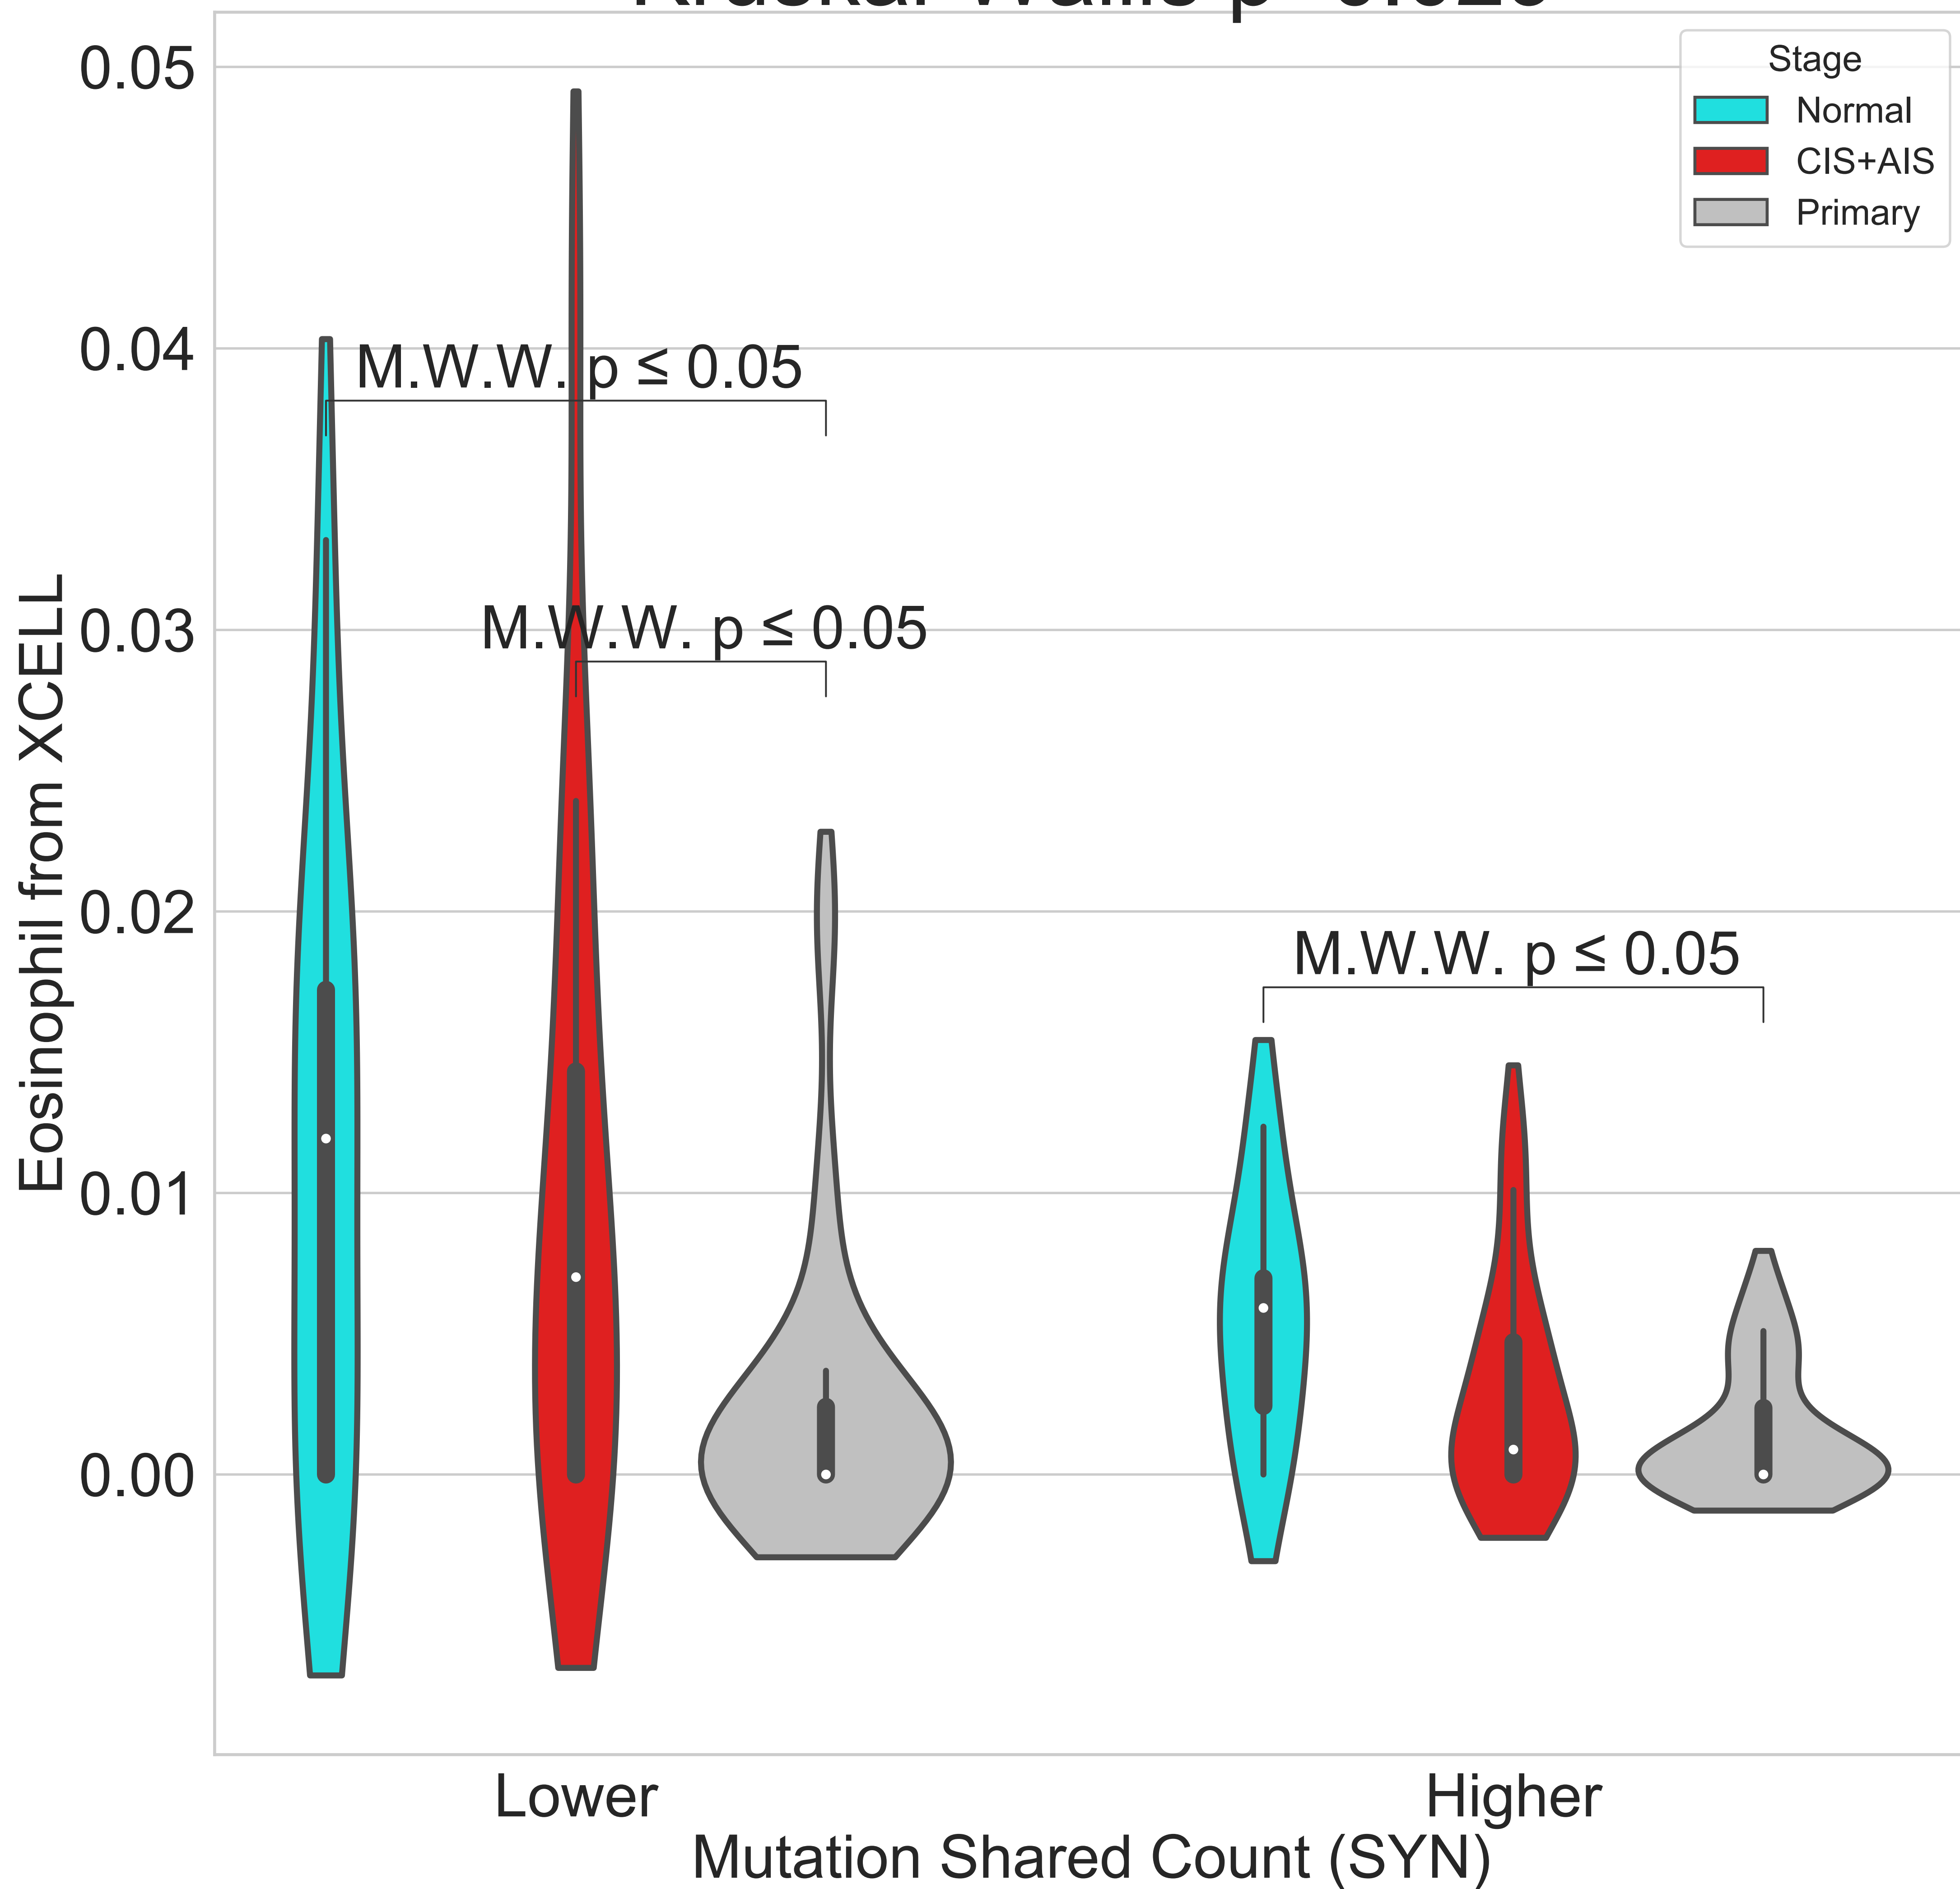 0.05
0.04
0.03
0.02
0.01
0.00
Eosinophil from XCELL
Stage
Normal
CIS+AIS
Primary
M.W.W. p ≤ 0.05
M.W.W. p ≤ 0.05
M.W.W. p ≤ 0.05
Lower
Higher
Mutation Shared Count (SYN)